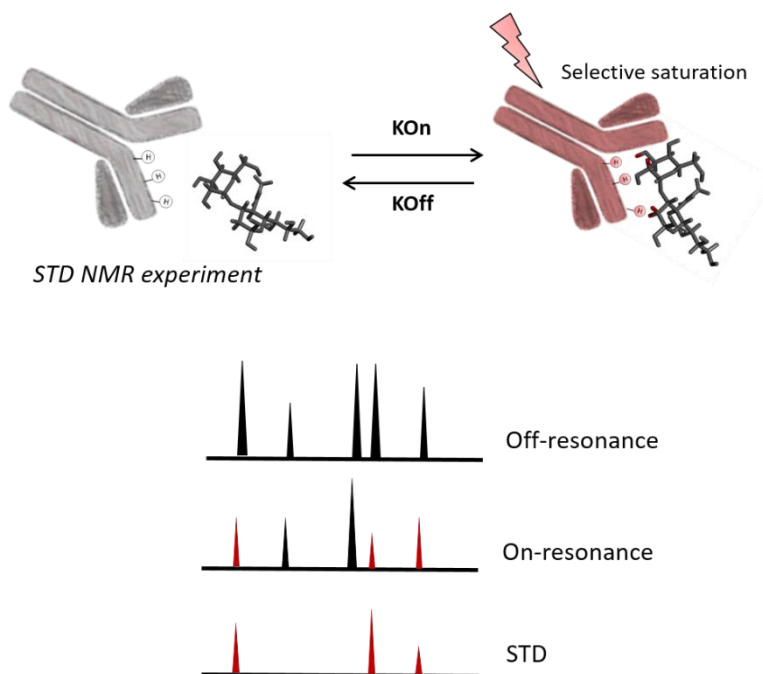 Selective saturation
KOn
KOff
H
H
H
H
H
H
STD NMR experiment
Off-resonance
On-resonance
STD